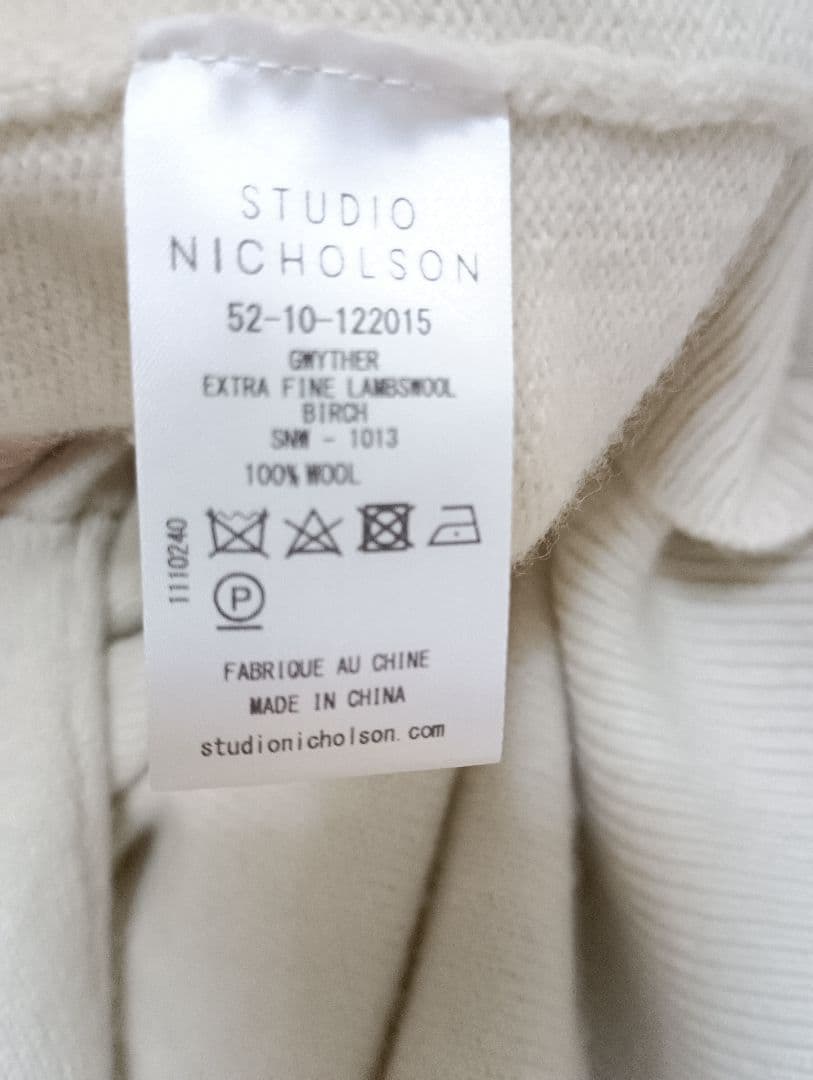 STUDIO
NICHOLSON
52-10-122015
GWYTHER
EXTRA FINE LAMBSWOOL
BIRCH
SNW - 1013
100% WOOL
1110240
P
FABRIQUE AU CHINE
MADE IN CHINA
studionicholson.com